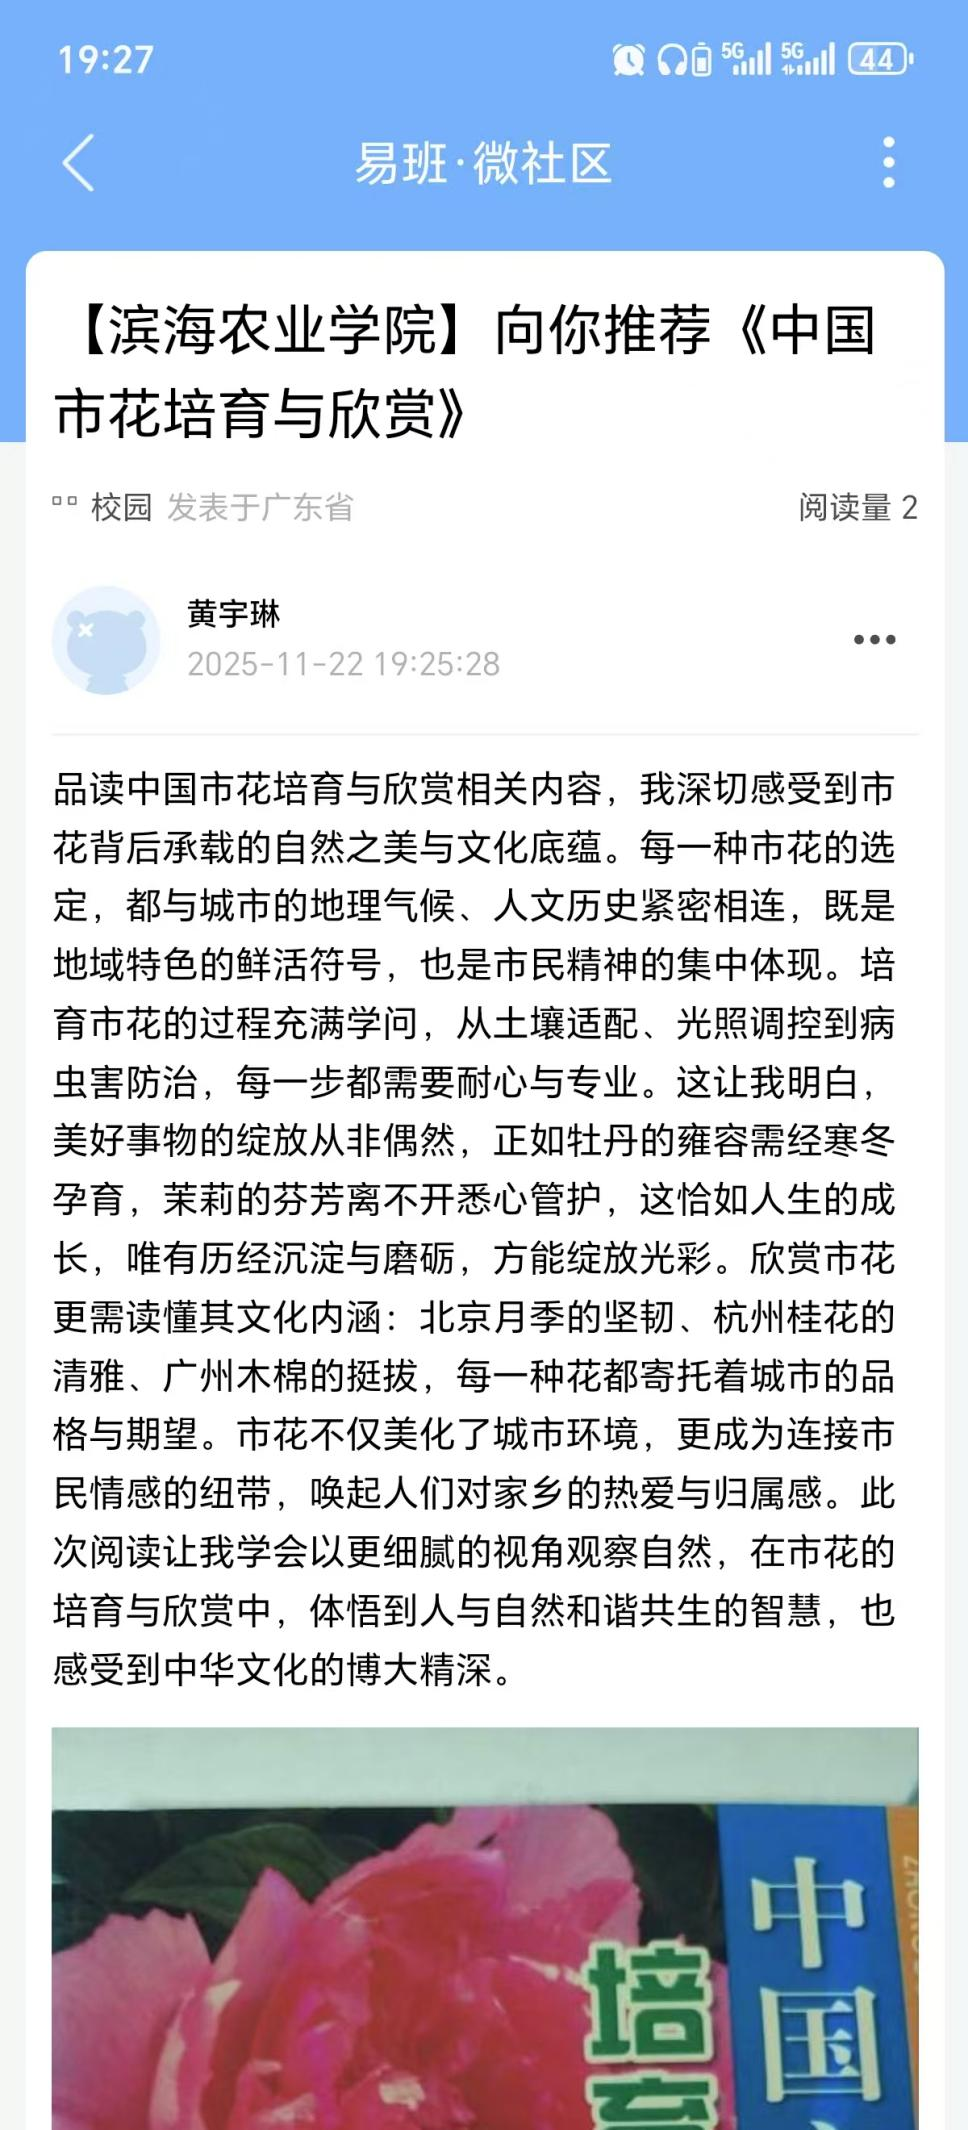 19:27
5G 5G 44
易班·微社区
【滨海农业学院】向你推荐《中国
市花培育与欣赏》
校园 发表于广东省 阅读量 2
黄宇琳
2025-11-22 19:25:28
品读中国市花培育与欣赏相关内容，我深切感受到市
花背后承载的自然之美与文化底蕴。每一种市花的选
定，都与城市的地理气候、人文历史紧密相连，既是
地域特色的鲜活符号，也是市民精神的集中体现。培
育市花的过程充满学问，从土壤适配、光照调控到病
虫害防治，每一步都需要耐心与专业。这让我明白，
美好事物的绽放从非偶然，正如牡丹的雍容需经寒冬
孕育，茉莉的芬芳离不开悉心管护，这恰如人生的成
长，唯有历经沉淀与磨砺，方能绽放光彩。欣赏市花
更需读懂其文化内涵：北京月季的坚韧、杭州桂花的
清雅、广州木棉的挺拔，每一种花都寄托着城市的品
格与期望。市花不仅美化了城市环境，更成为连接市
民情感的纽带，唤起人们对家乡的热爱与归属感。此
次阅读让我学会以更细腻的视角观察自然，在市花的
培育与欣赏中，体悟到人与自然和谐共生的智慧，也
感受到中华文化的博大精深。
中国
培育